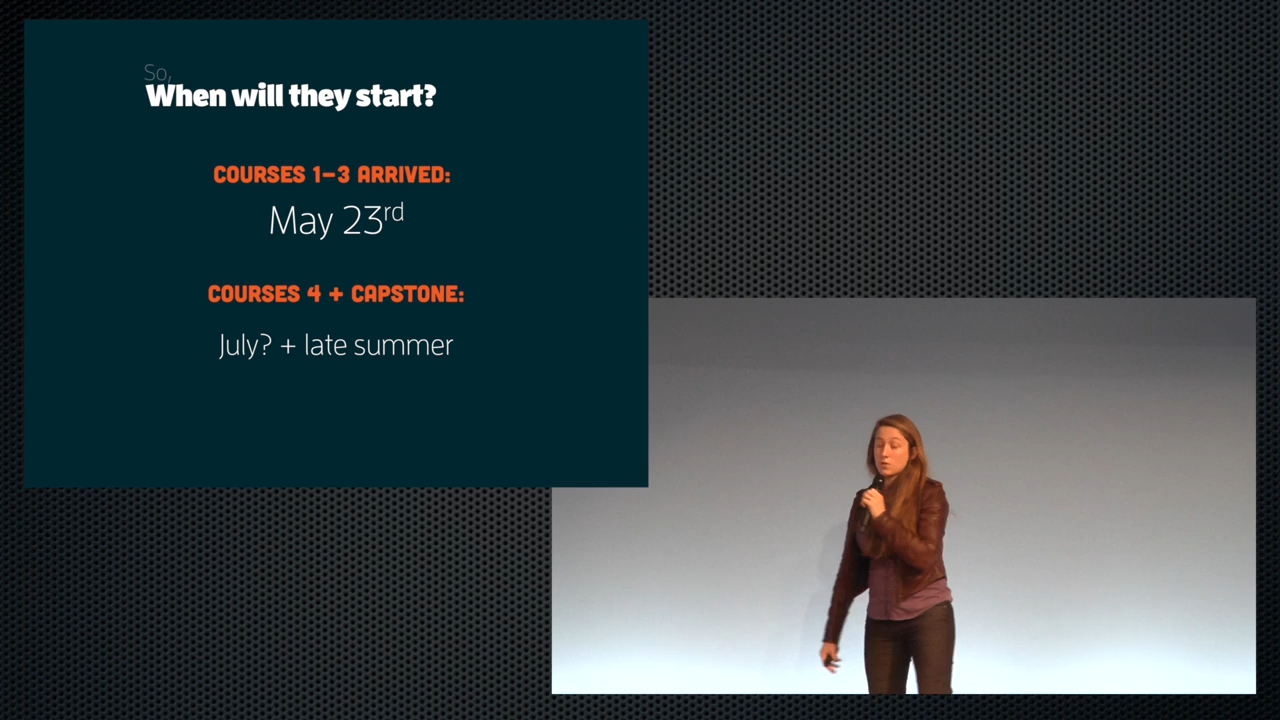 So,
When will they start?
COURSES 1–3 ARRIVED:
May 23rd
COURSES 4 + CAPSTONE:
July? + late summer